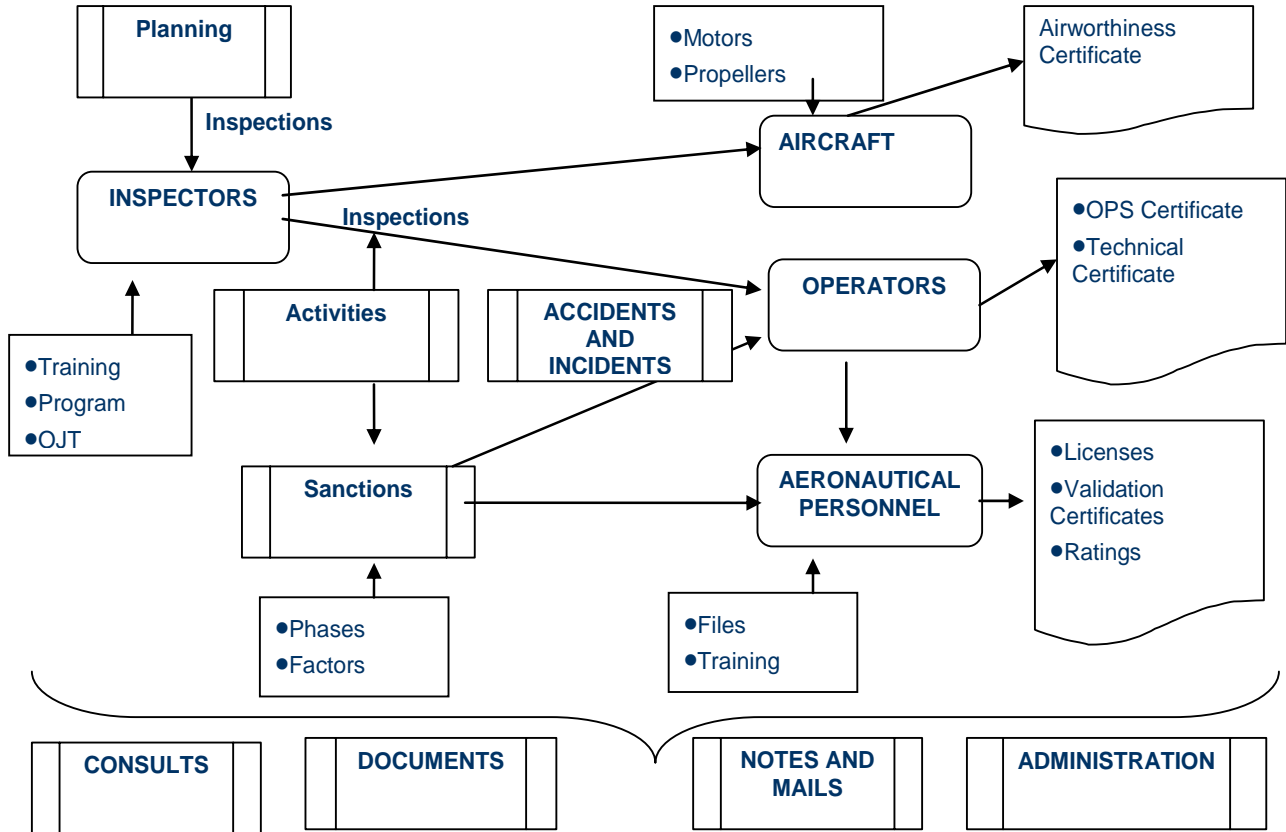 Planning
Inspections
INSPECTORS
●Training
●Program
●OJT
Inspections
Activities
Sanctions
●Phases
●Factors
ACCIDENTS
AND
INCIDENTS
●Motors
●Propellers
AIRCRAFT
Airworthiness
Certificate
OPERATORS
●OPS Certificate
●Technical
Certificate
AERONAUTICAL
PERSONNEL
●Licenses
●Validation
Certificates
●Ratings
●Files
●Training
CONSULTS
DOCUMENTS
NOTES AND
MAILS
ADMINISTRATION